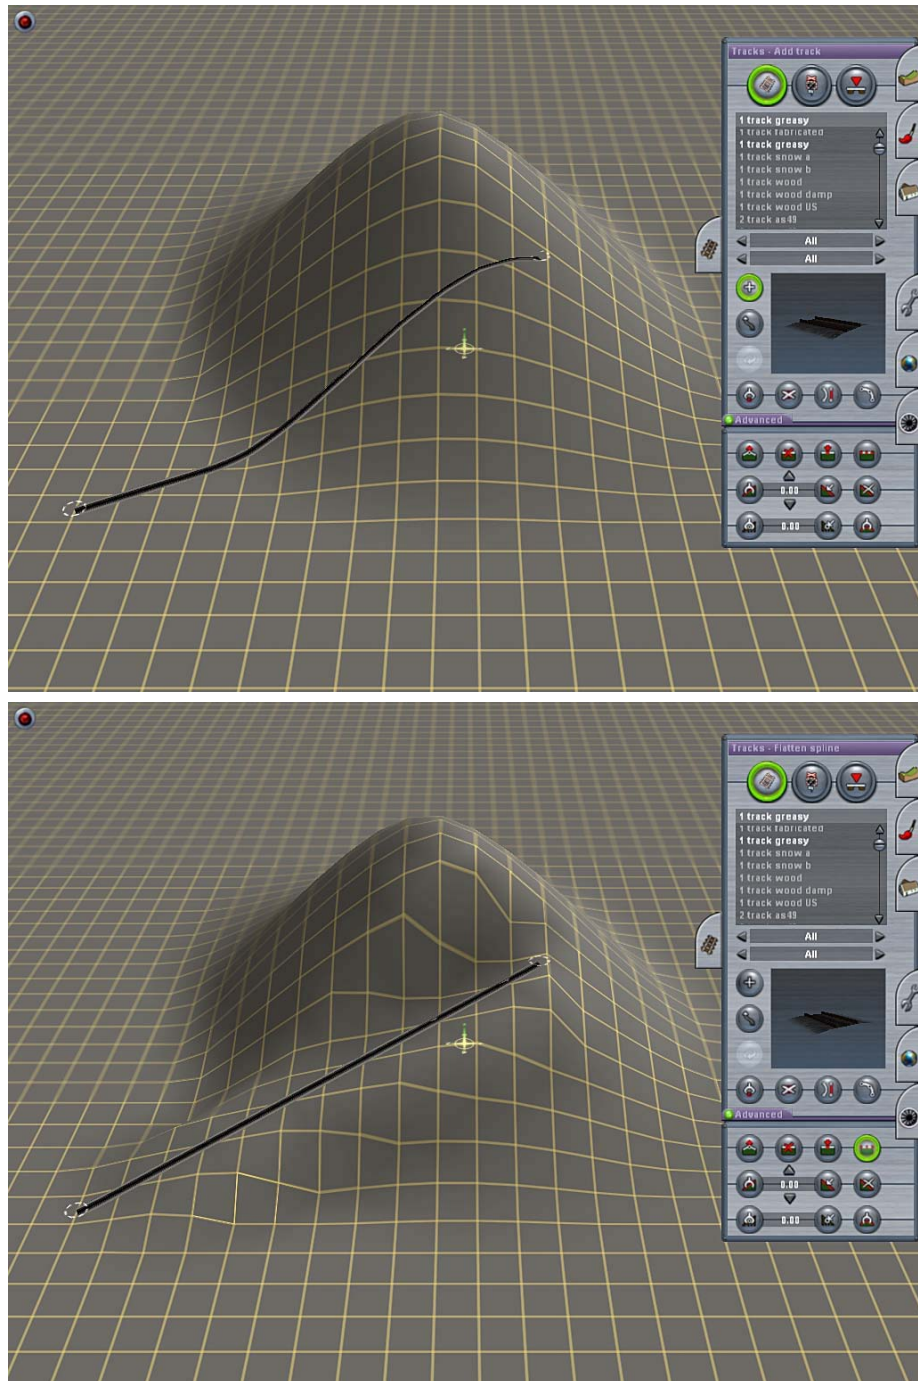 Tracks - Add track
1 track greasy
1 track fabricated
1 track greasy
1 track snow a
1 track snow b
1 track wood
1 track wood damp
1 track wood US
2 track as49
All
All
Advanced
0.00
0.00
Tracks - Flatten spline
1 track greasy
1 track fabricated
1 track greasy
1 track snow a
1 track snow b
1 track wood
1 track wood damp
1 track wood US
2 track as49
All
All
Advanced
0.00
0.00